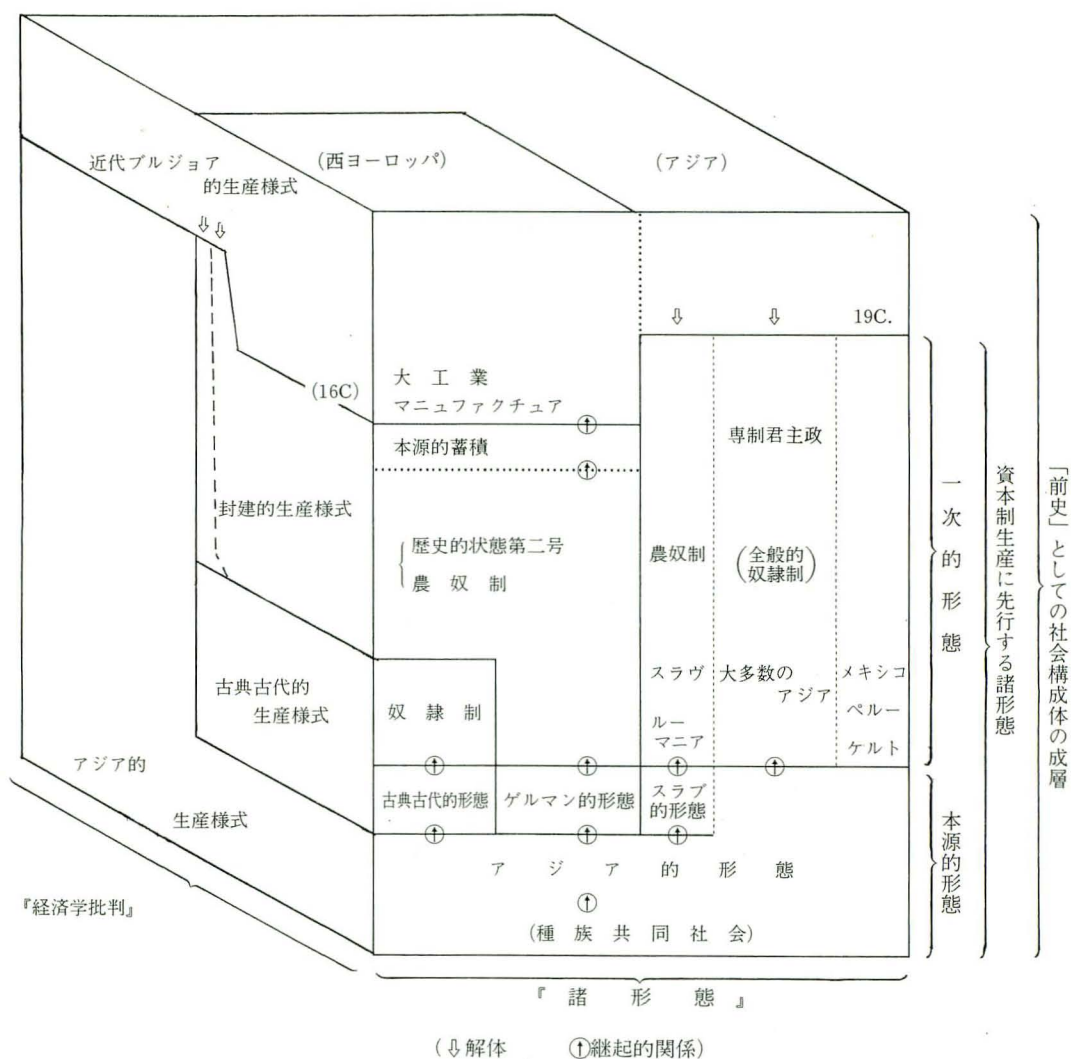 近代ブルジョア
的生産様式
(西ヨーロッパ)
(アジア)
⇩⇩
(16C)
封建的生産様式
古典古代的
生産様式
アジア的
生産様式
『経済学批判』
大工業
マニュファクチュア
本源的蓄積
歴史的状態第二号
農奴制
奴隷制
古典古代的形態
ゲルマン的形態
スラブ
的形態
アジア的形態
(種族共同社会)
⇩
⇩
19C.
専制君主政
農奴制
(全般的
奴隷制)
スラヴ
ルー
マニア
大多数の
アジア
メキシコ
ペルー
ケルト
一次的形態
本源的形態
資本制生産に先行する諸形態
「前史」としての社会構成体の成層
『諸形態』
(⇩解体 ⓛ継起的関係)